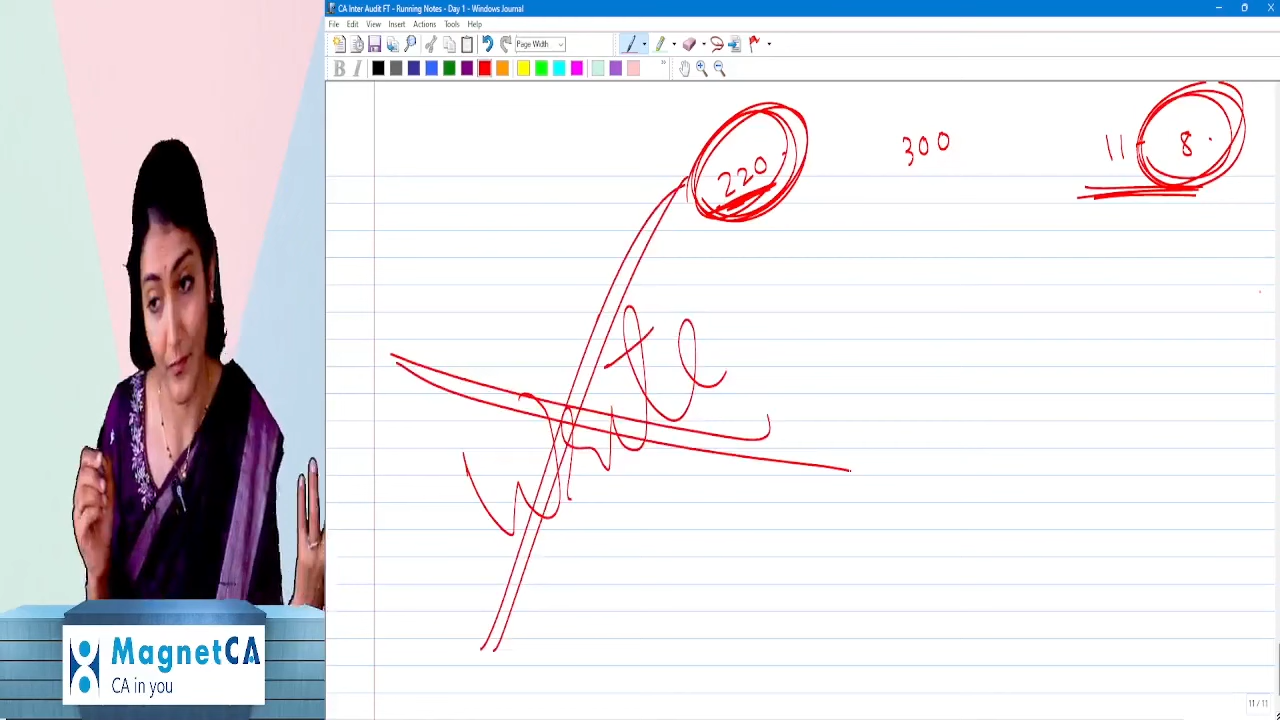 CA Inter Audit FT - Running Notes - Day 1 - Windows Journal
File Edit View Insert Actions Tools Help
Page Width
B I
220 300 11 - 8.
write
MagnetCA
CA in you
11 / 11